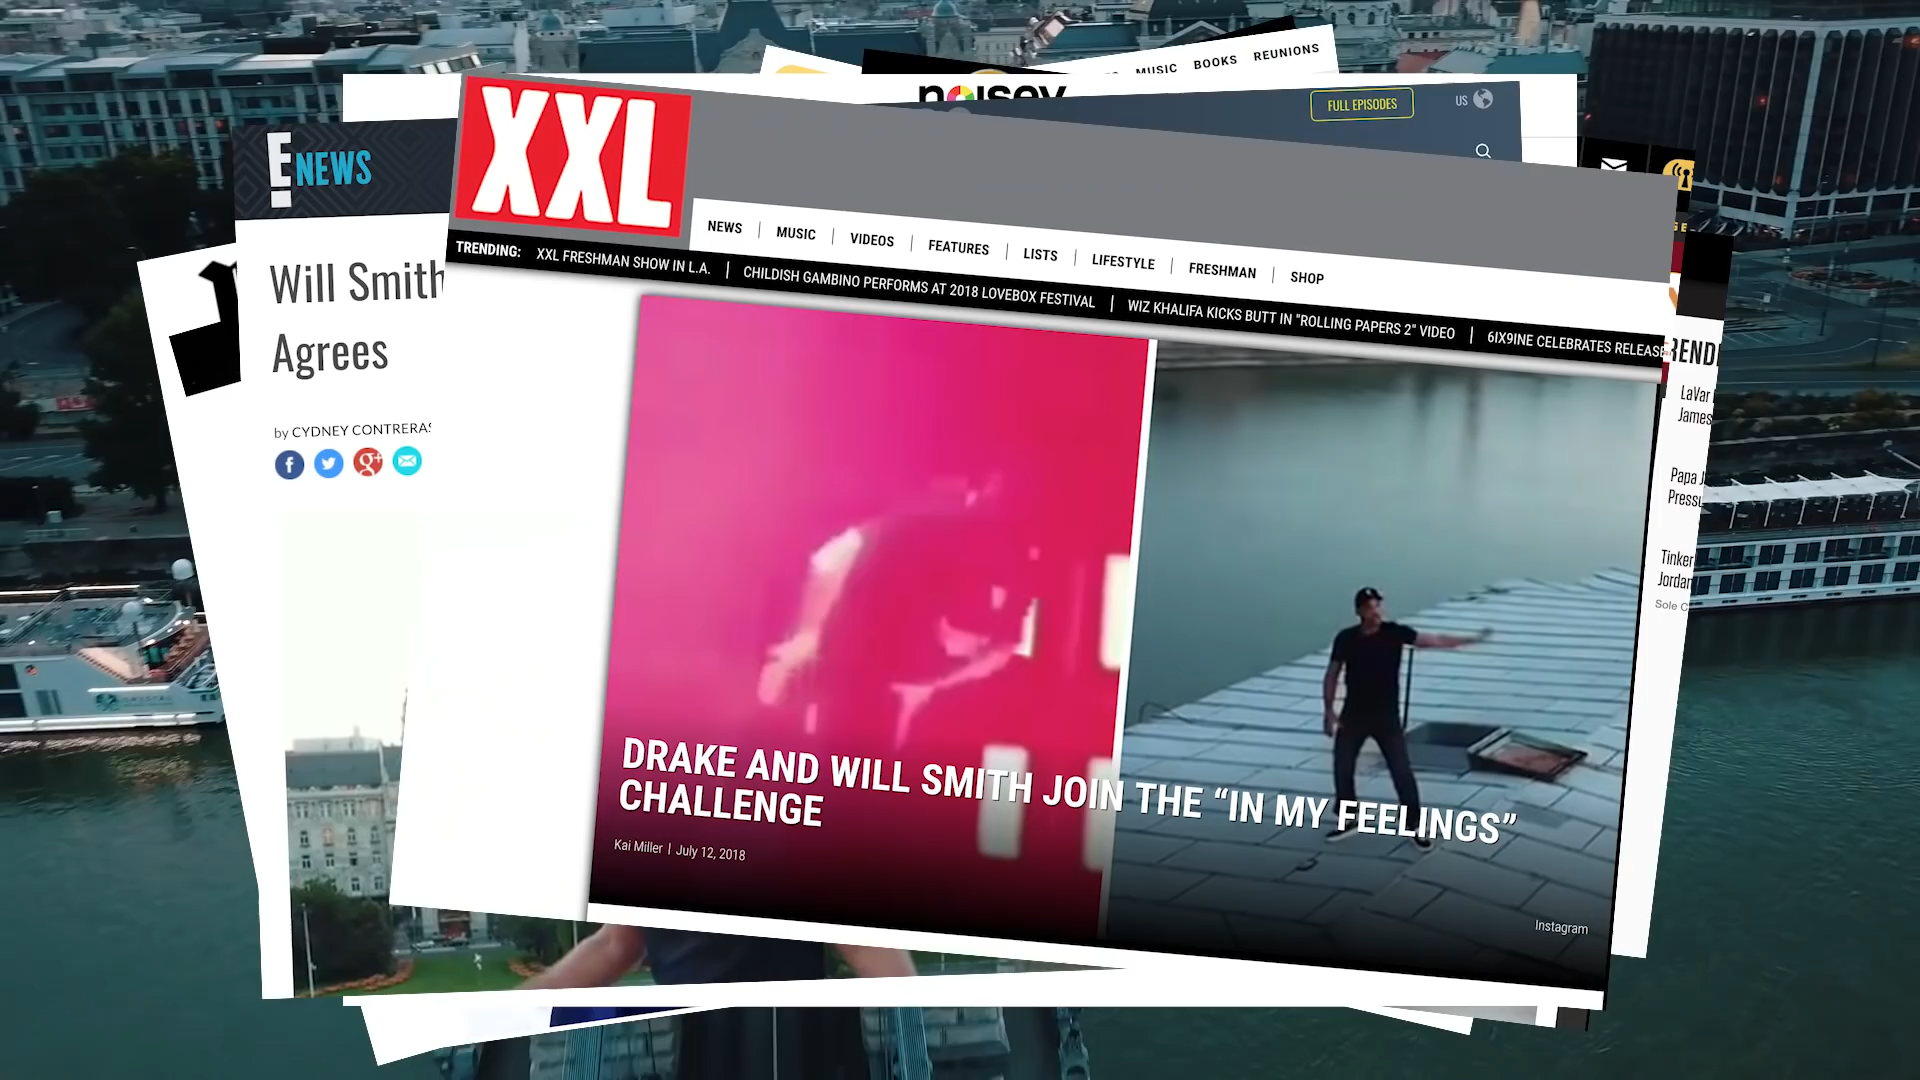 MUSIC BOOKS REUNIONS
noisey
FULL EPISODES
US
E! NEWS
XXL
NEWS | MUSIC | VIDEOS | FEATURES | LISTS | LIFESTYLE | FRESHMAN | SHOP
TRENDING: XXL FRESHMAN SHOW IN L.A. | CHILDISH GAMBINO PERFORMS AT 2018 LOVEBOX FESTIVAL | WIZ KHALIFA KICKS BUTT IN "ROLLING PAPERS 2" VIDEO | 6IX9INE CELEBRATES RELEASE
Will Smith
Agrees
by CYDNEY CONTRERAS
LaVar
James
Papa J
Tinker
Jordan
Sole C
DRAKE AND WILL SMITH JOIN THE “IN MY FEELINGS”
CHALLENGE
Kai Miller | July 12, 2018
Instagram